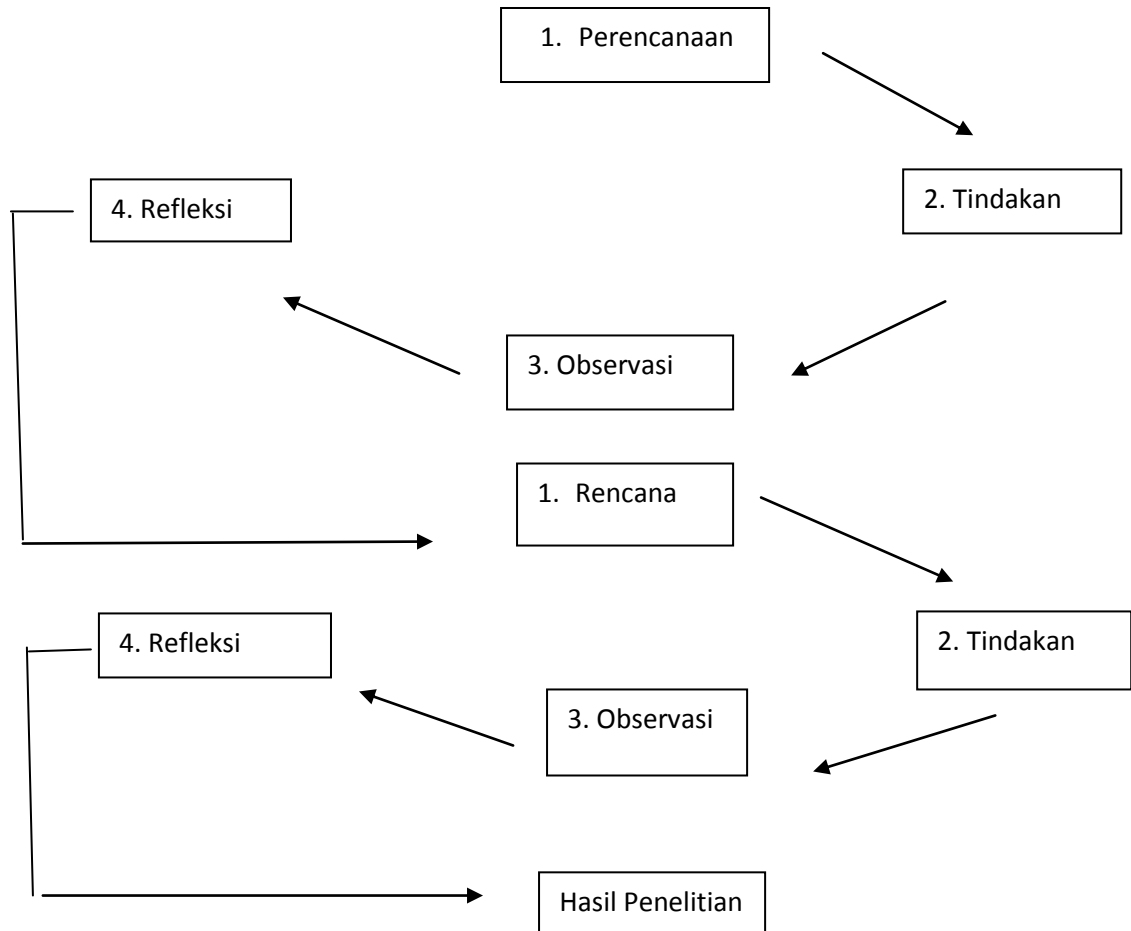 1. Perencanaan
2. Tindakan
3. Observasi
4. Refleksi
1. Rencana
2. Tindakan
3. Observasi
4. Refleksi
Hasil Penelitian